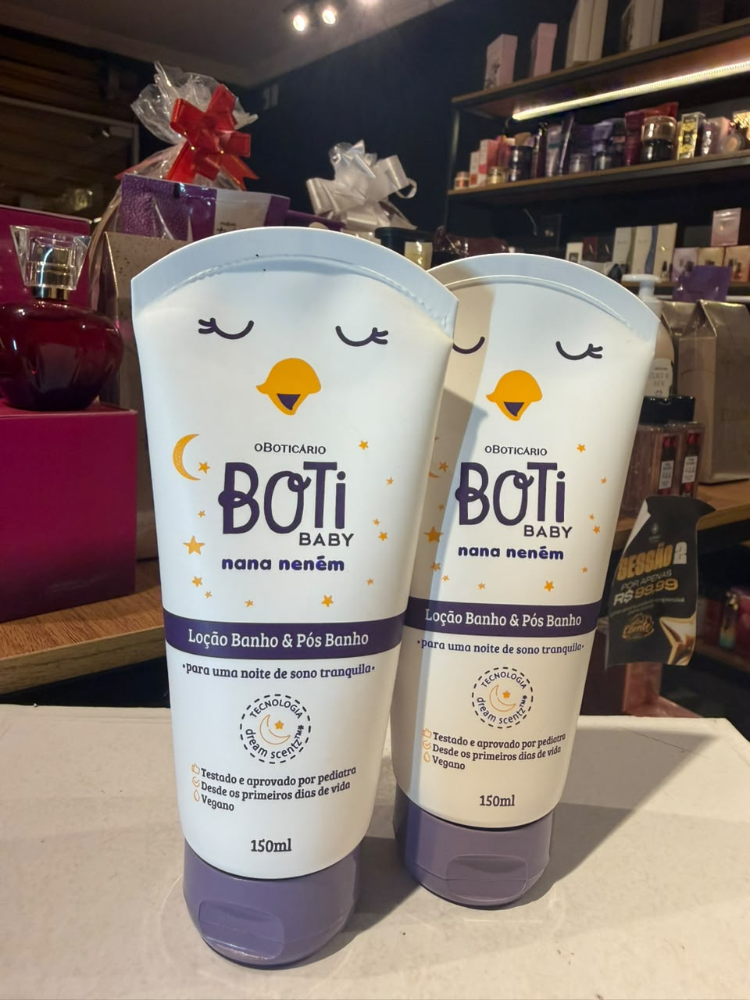 oBOTICÁRIO
BOTi
BABY
nana neném
Loção Banho & Pós Banho
•para uma noite de sono tranquila•
TECNOLOGIA
dream scentz™*
Testado e aprovado por pediatra
Desde os primeiros dias de vida
Vegano
150ml
oBOTICÁRIO
BOTi
BABY
nana neném
Loção Banho & Pós Banho
•para uma noite de sono tranquila•
TECNOLOGIA
dream scentz™*
Testado e aprovado por pediatra
Desde os primeiros dias de vida
Vegano
150ml
SESSÃO 2
POR APENAS
R$ 99,99